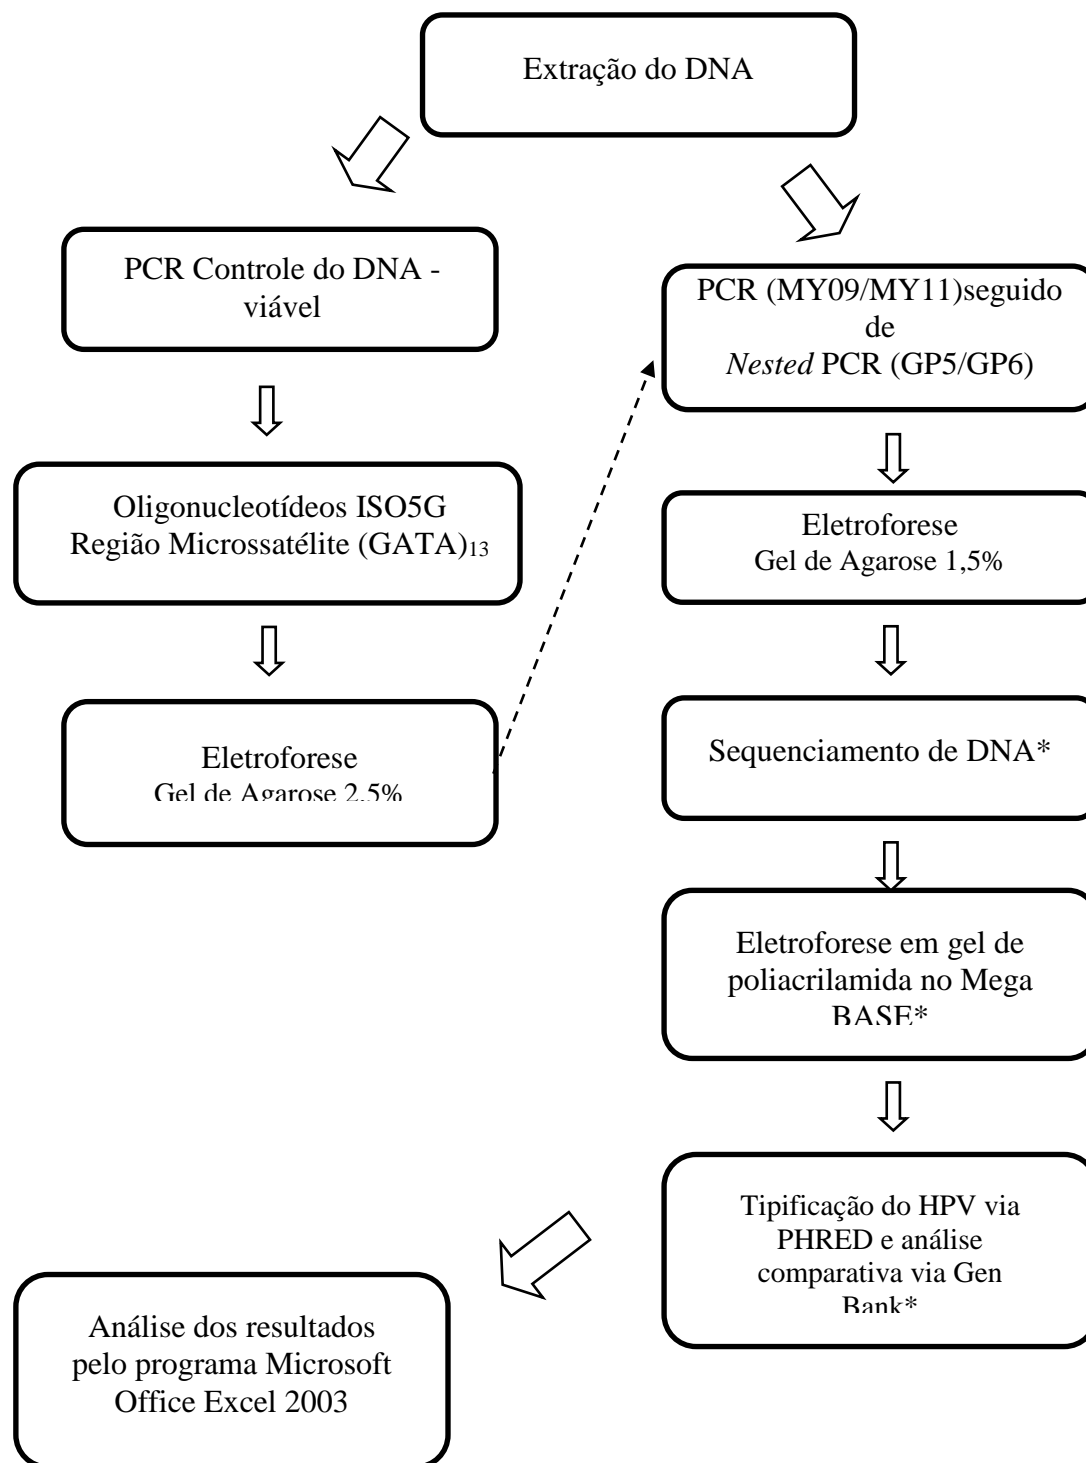 Extração do DNA
PCR Controle do DNA -
viável
Oligonucleotídeos ISO5G
Região Microssatélite (GATA)₁₃
Eletroforese
Gel de Agarose 2,5%
PCR (MY09/MY11)seguido
de
Nested PCR (GP5/GP6)
Eletroforese
Gel de Agarose 1,5%
Sequenciamento de DNA*
Eletroforese em gel de
poliacrilamida no Mega
BASE*
Tipificação do HPV via
PHRED e análise
comparativa via Gen
Bank*
Análise dos resultados
pelo programa Microsoft
Office Excel 2003